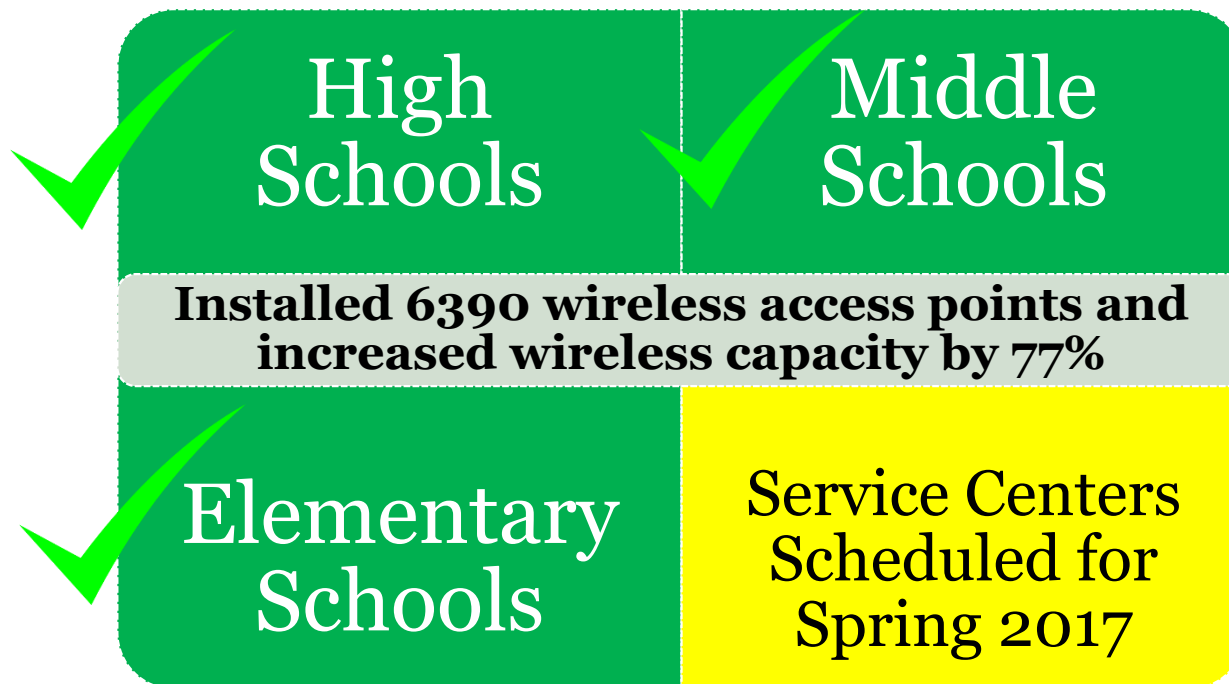 High
Schools
Middle
Schools
Installed 6390 wireless access points and
increased wireless capacity by 77%
Elementary
Schools
Service Centers
Scheduled for
Spring 2017